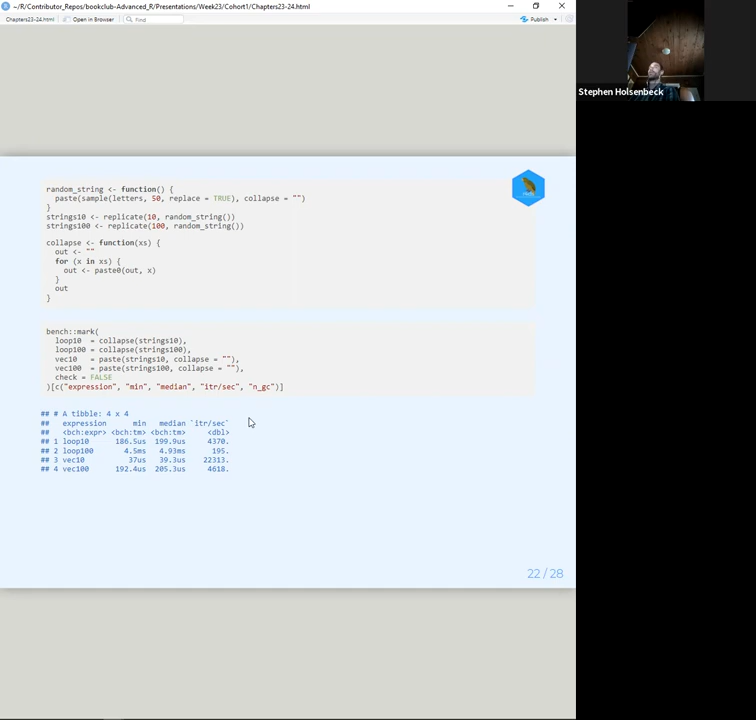 ~/R/Contributor_Repos/bookclub-Advanced_R/Presentations/Week23/Cohort1/Chapters23-24.html
Chapters23-24.html Open in Browser Find Publish
Stephen Holsenbeck
random_string <- function() {
paste(sample(letters, 50, replace = TRUE), collapse = "")
}
strings10 <- replicate(10, random_string())
strings100 <- replicate(100, random_string())
collapse <- function(xs) {
out <- ""
for (x in xs) {
out <- paste0(out, x)
}
out
}
bench::mark(
loop10 = collapse(strings10),
loop100 = collapse(strings100),
vec10 = paste(strings10, collapse = ""),
vec100 = paste(strings100, collapse = ""),
check = FALSE
)[c("expression", "min", "median", "itr/sec", "n_gc")]
## # A tibble: 4 x 4
## expression min median `itr/sec`
## <bch:expr> <bch:tm> <bch:tm> <dbl>
## 1 loop10 186.5us 199.9us 4370.
## 2 loop100 4.5ms 4.93ms 195.
## 3 vec10 37us 39.3us 22313.
## 4 vec100 192.4us 205.3us 4618.
22 / 28